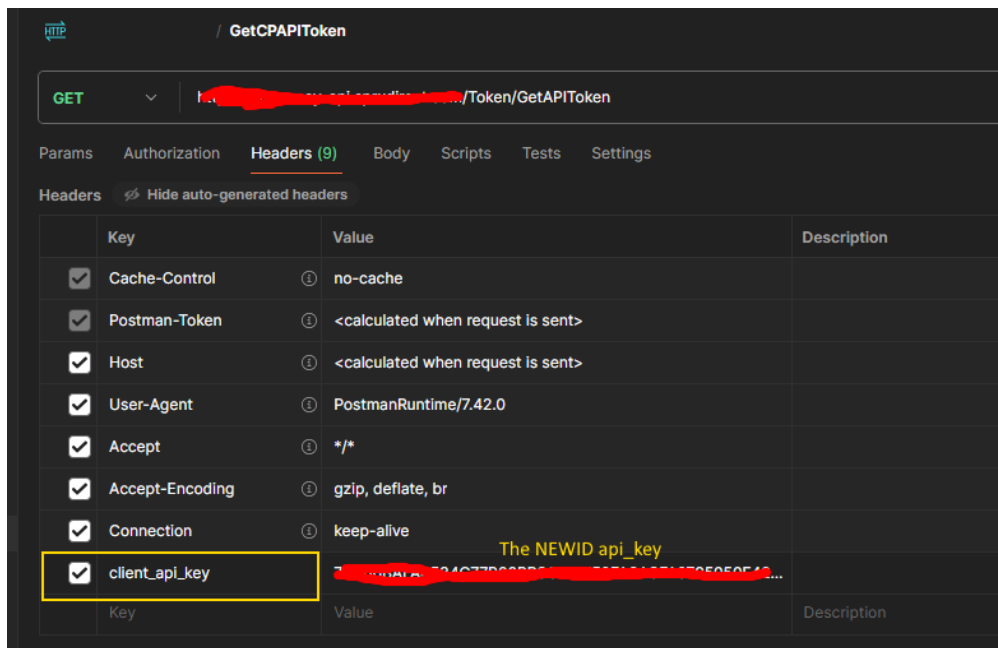 HTTP / GetCPAPIToken
GET /Token/GetAPIToken
Params Authorization Headers (9) Body Scripts Tests Settings
Headers Hide auto-generated headers
Key Value Description
Cache-Control no-cache
Postman-Token <calculated when request is sent>
Host <calculated when request is sent>
User-Agent PostmanRuntime/7.42.0
Accept */*
Accept-Encoding gzip, deflate, br
Connection keep-alive
The NEWID api_key
client_api_key
Key Value Description